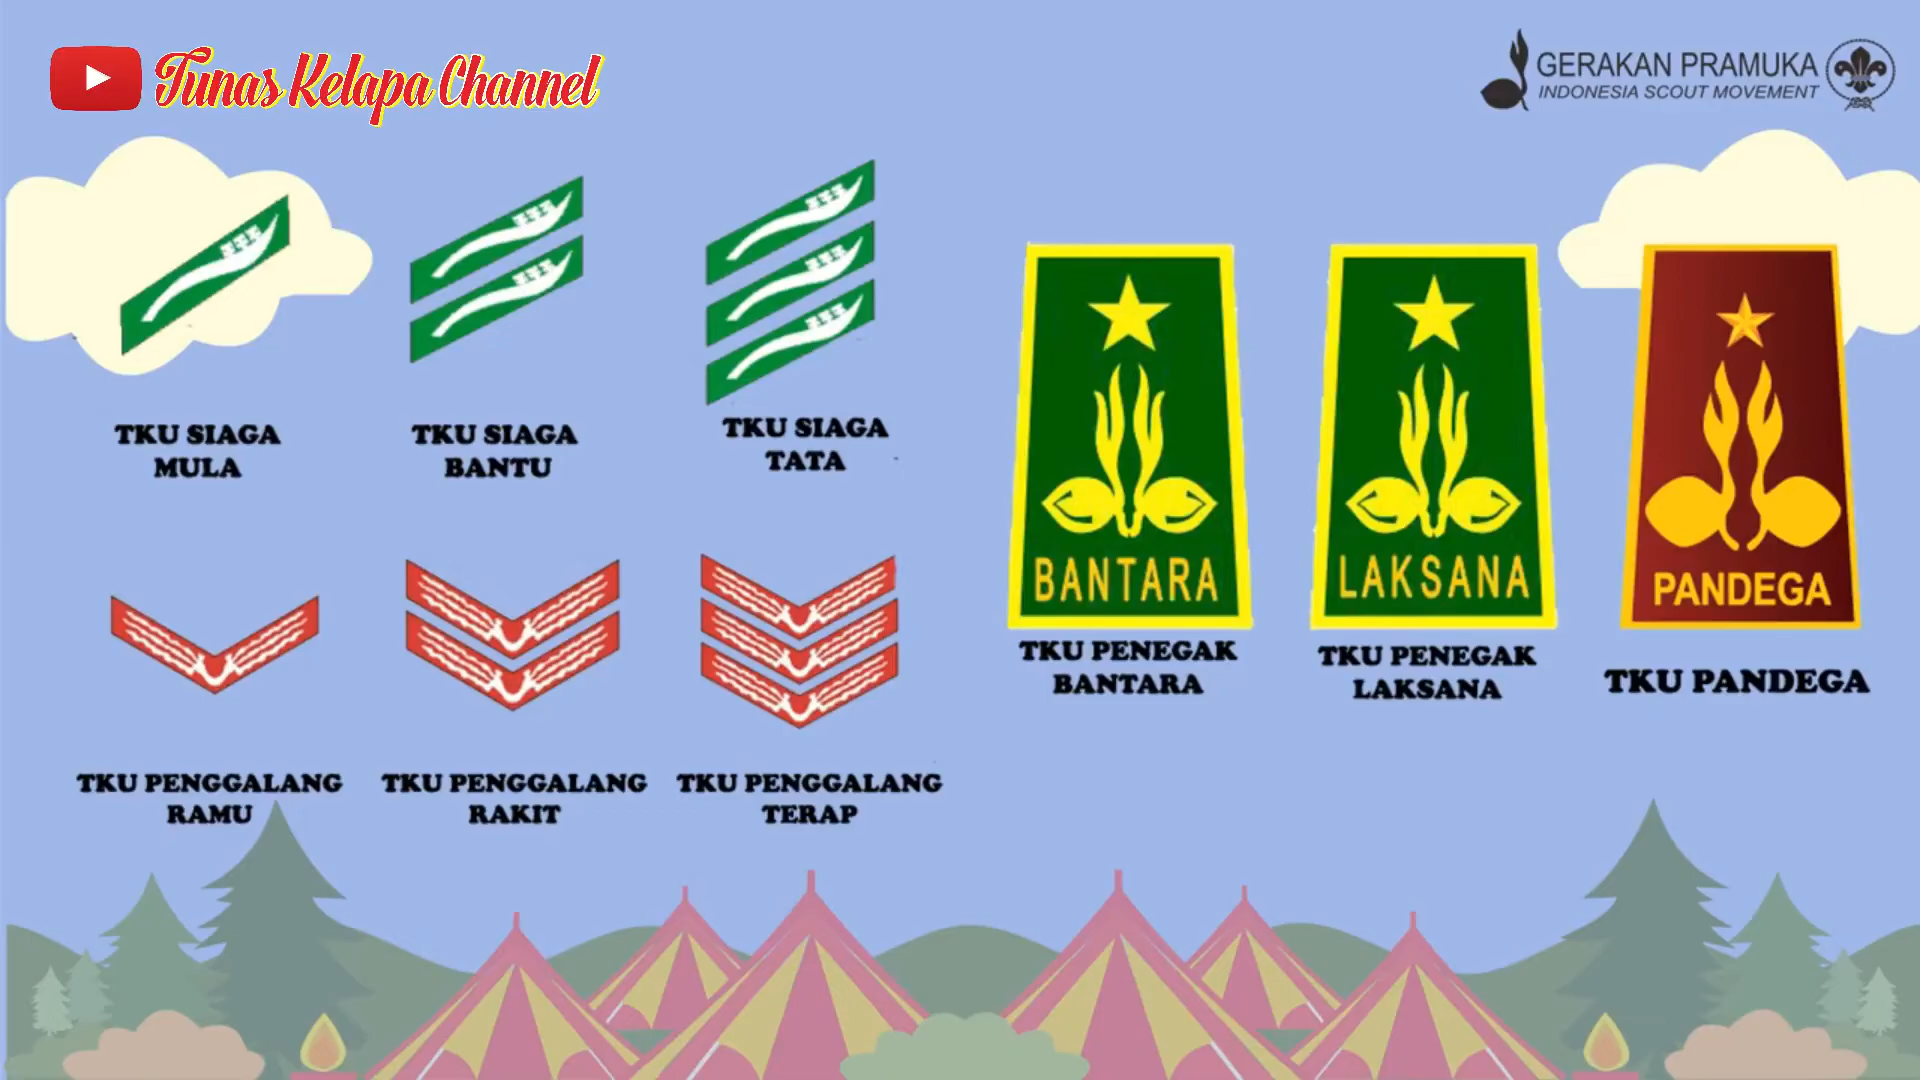 Tunas Kelapa Channel
GERAKAN PRAMUKA
INDONESIA SCOUT MOVEMENT
TKU SIAGA
MULA
TKU SIAGA
BANTU
TKU SIAGA
TATA
TKU PENGGALANG
RAMU
TKU PENGGALANG
RAKIT
TKU PENGGALANG
TERAP
BANTARA
TKU PENEGAK
BANTARA
LAKSANA
TKU PENEGAK
LAKSANA
PANDEGA
TKU PANDEGA